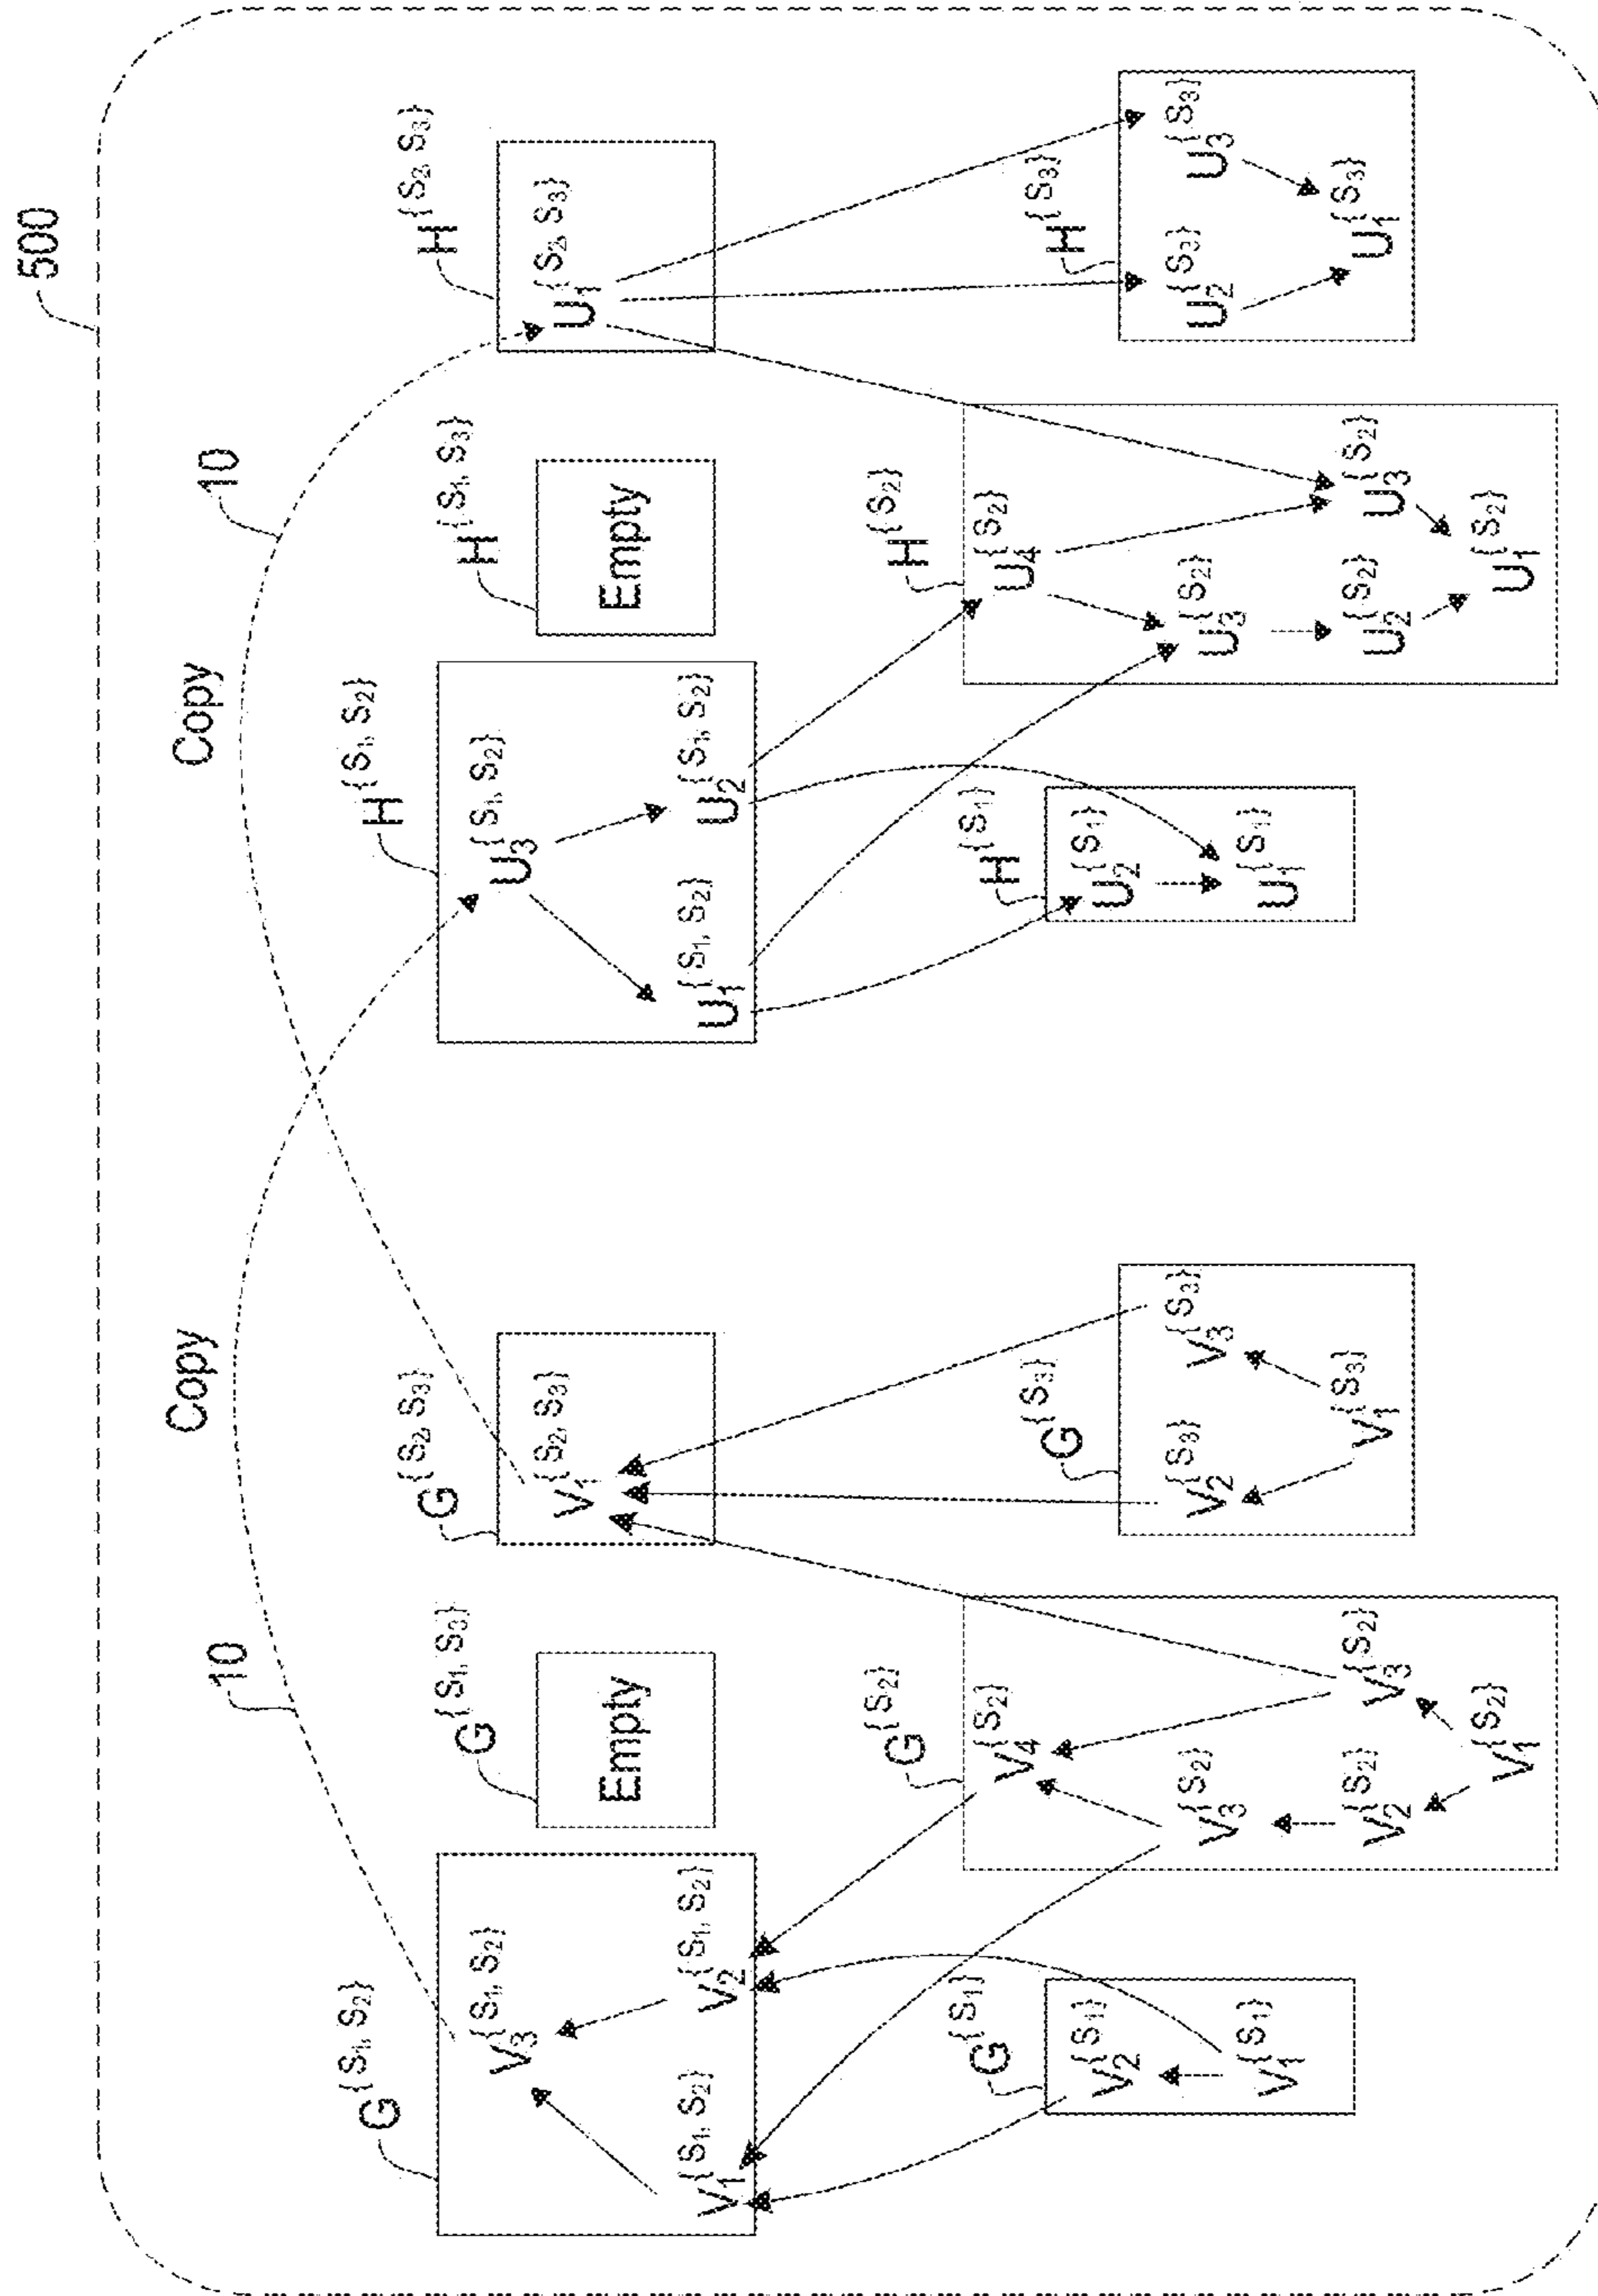 500
Copy Copy
10 10
G{S1, S2} G{S1, S3} G{S2, S3} H{S1, S2} H{S1, S3} H{S2, S3}
V3{S1, S2} V1{S2, S3} U3{S1, S2} U1{S2, S3}
Empty Empty
V1{S1, S2} V2{S1, S2} U1{S1, S2} U2{S1, S2}
G{S1} G{S2} G{S3} H{S1} H{S2} H{S3}
V4{S2} U4{S2}
V2{S1} U2{S1}
V3{S2} V2{S3} V3{S3} U3{S2} U2{S3} U3{S3}
V1{S1} U1{S1}
V2{S2} V3{S2} V1{S3} U2{S2} U3{S2} U1{S3}
V1{S2} U1{S2}